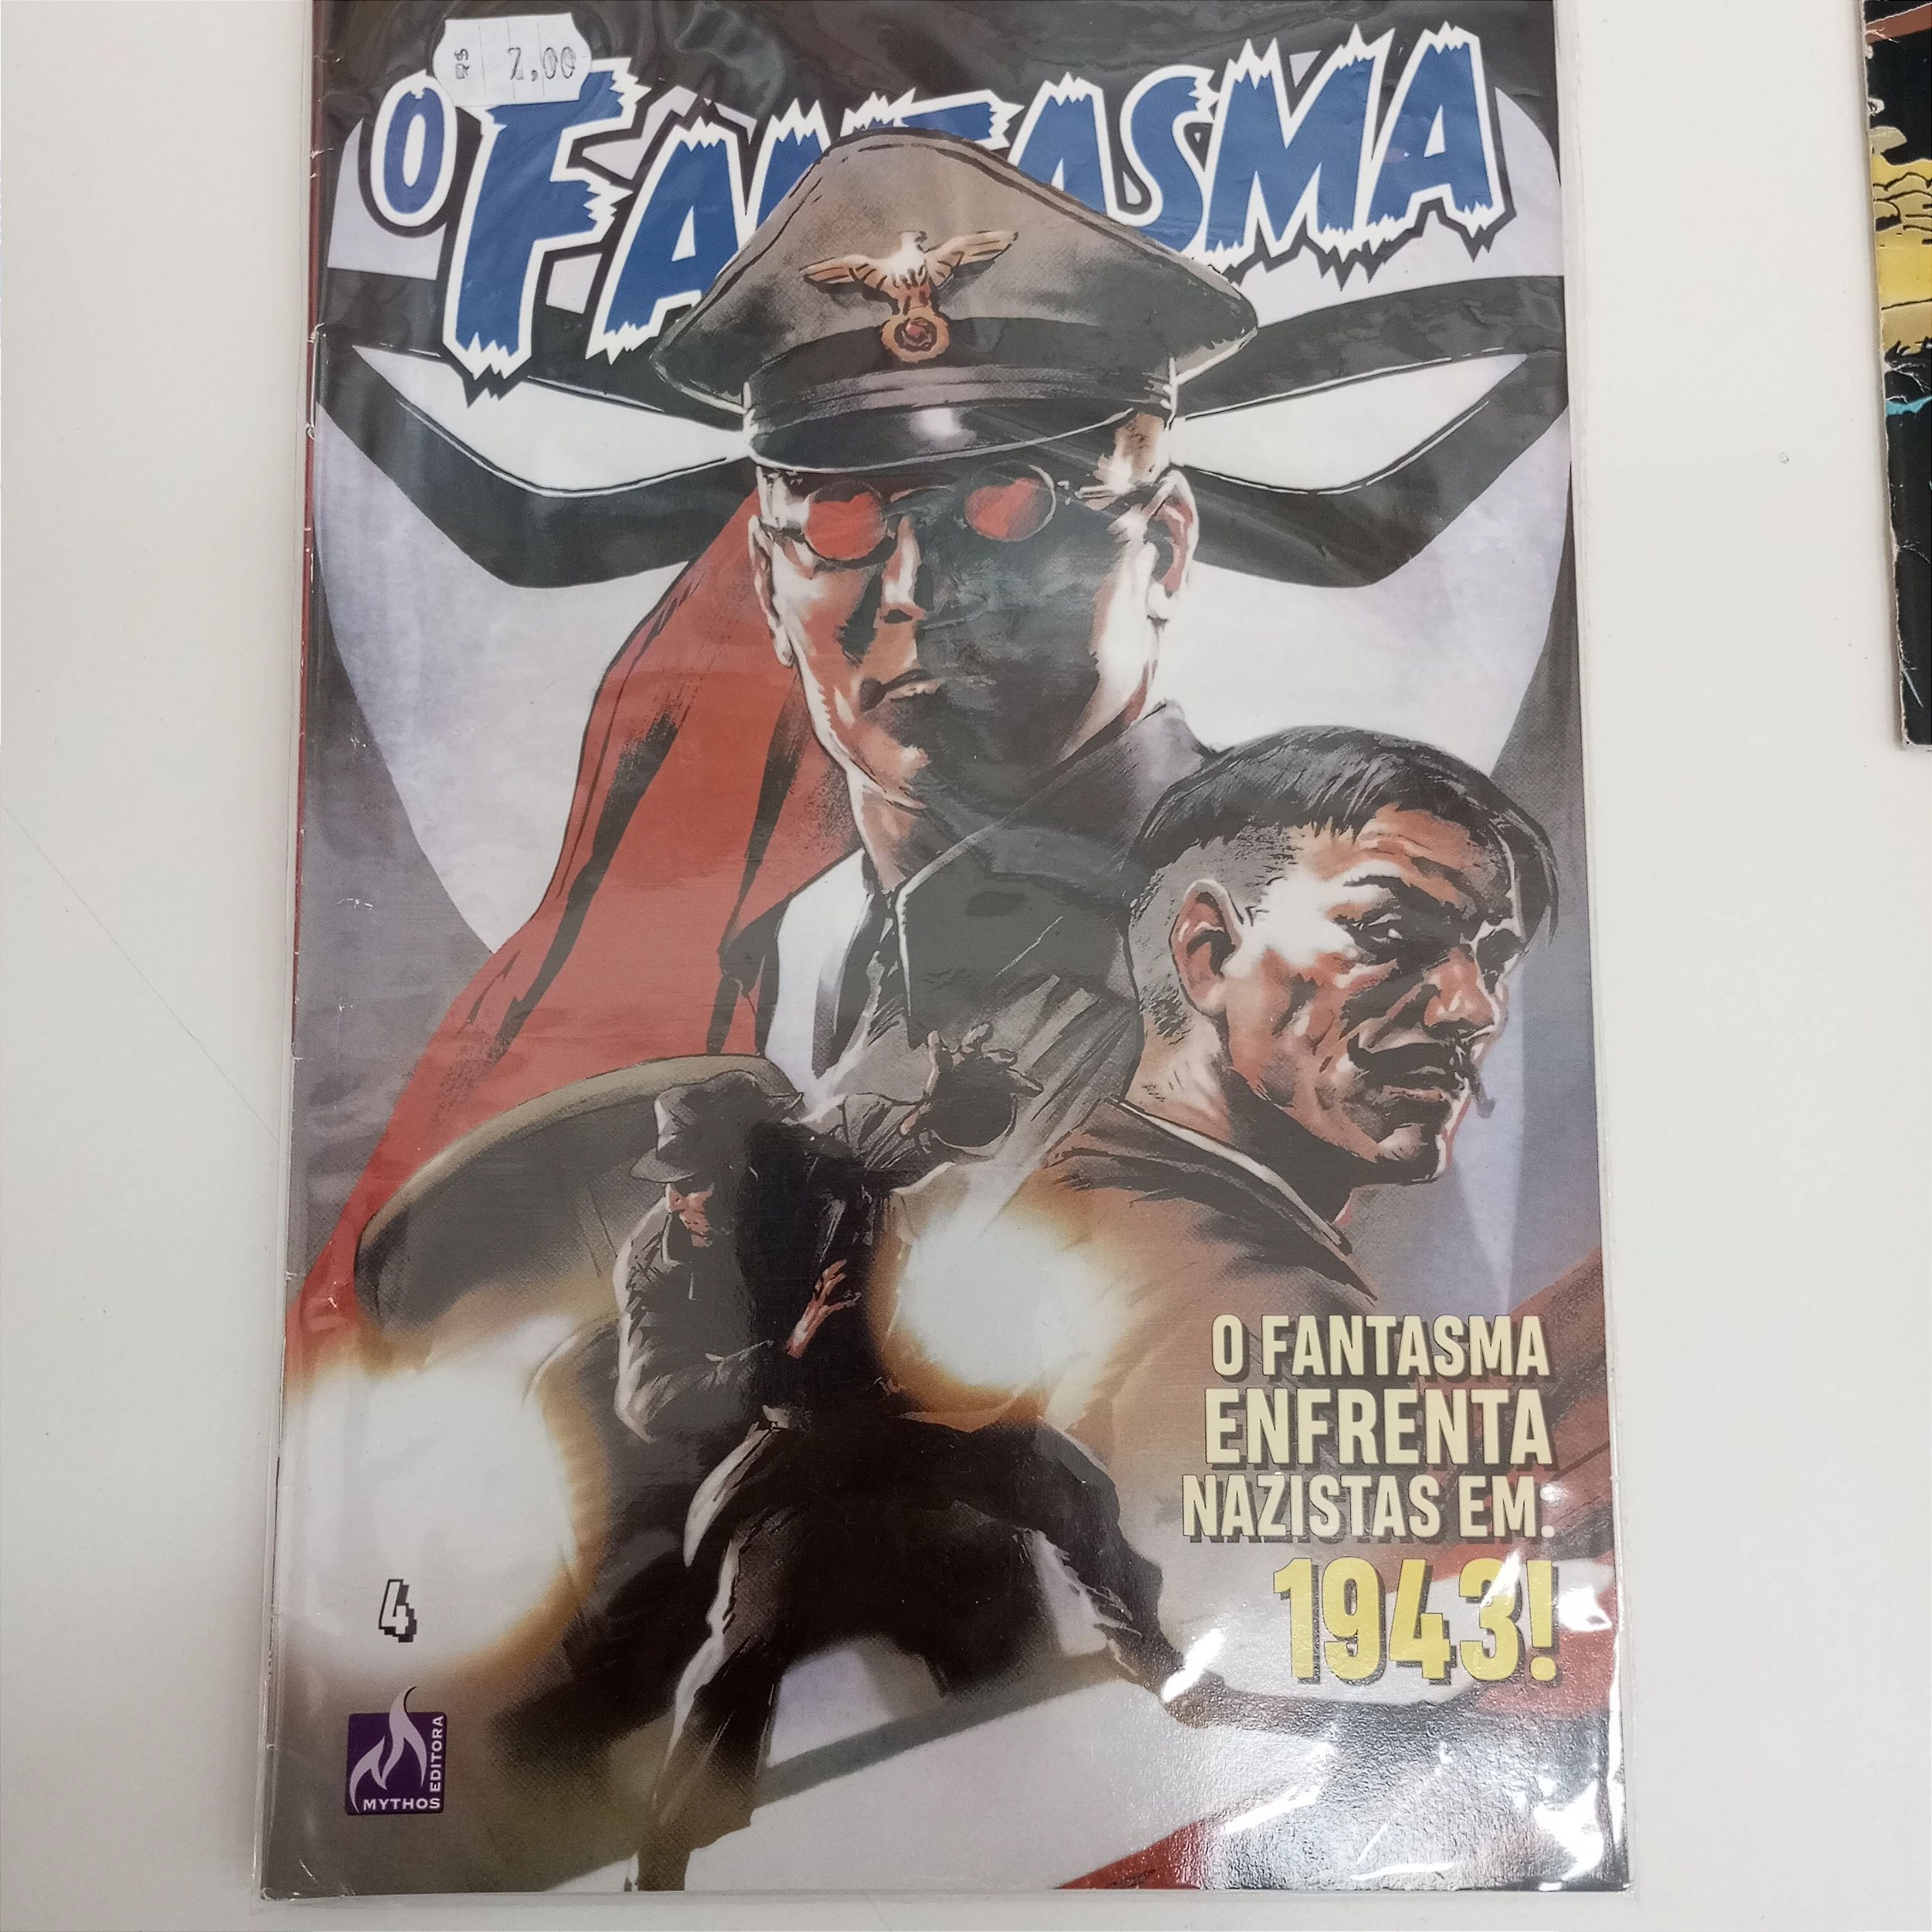 R$ 7,00
O FANTASMA
O FANTASMA
ENFRENTA
NAZISTAS EM:
1943!
4
MYTHOS
EDITORA